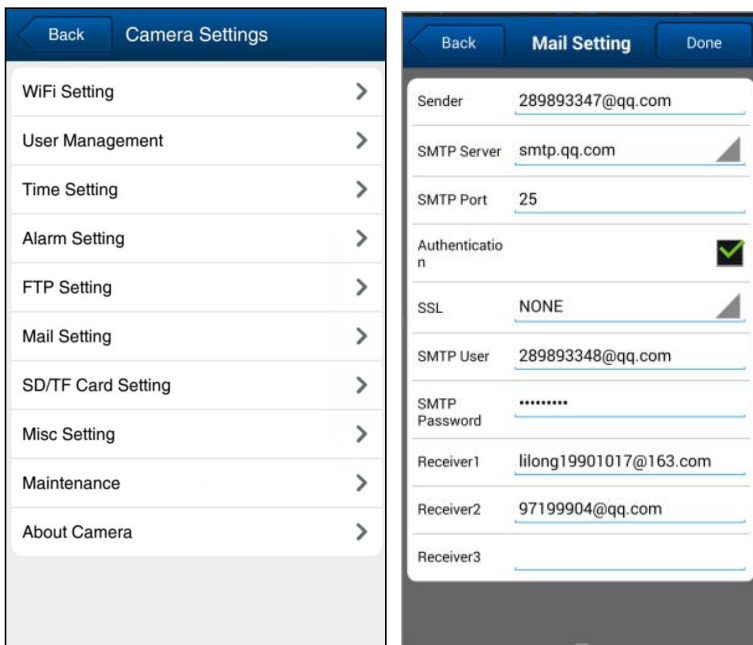 Back
Camera Settings
WiFi Setting
User Management
Time Setting
Alarm Setting
FTP Setting
Mail Setting
SD/TF Card Setting
Misc Setting
Maintenance
About Camera
Back
Mail Setting
Done
Sender 289893347@qq.com
SMTP Server smtp.qq.com
SMTP Port 25
Authenticatio
n
SSL NONE
SMTP User 289893348@qq.com
SMTP
Password •••••••••
Receiver1 lilong19901017@163.com
Receiver2 97199904@qq.com
Receiver3